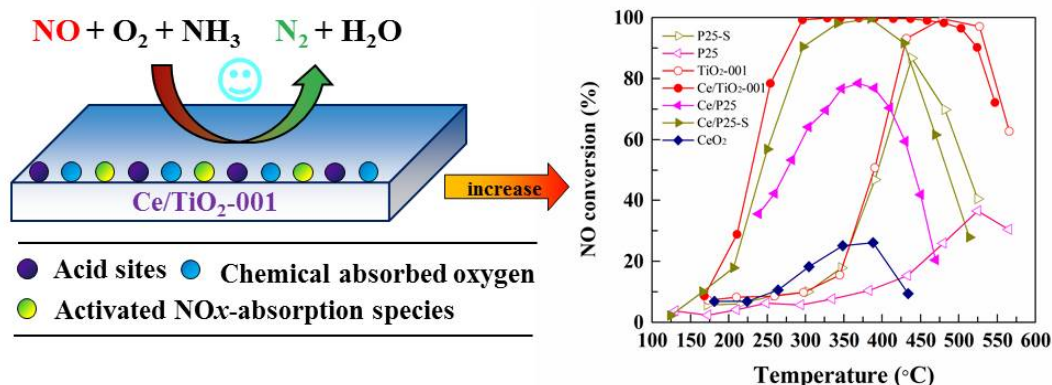 NO + O₂ + NH₃
N₂ + H₂O
Ce/TiO₂-001
increase
Acid sites
Chemical absorbed oxygen
Activated NOx-absorption species
NO conversion (%)
100
80
60
40
20
0
P25-S
P25
TiO₂-001
Ce/TiO₂-001
Ce/P25
Ce/P25-S
CeO₂
100 150 200 250 300 350 400 450 500 550 600
Temperature (°C)